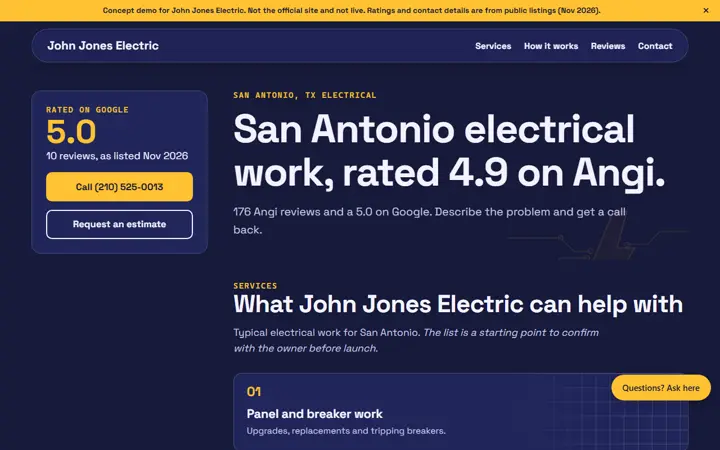 Concept demo for John Jones Electric. Not the official site and not live. Ratings and contact details are from public listings (Nov 2026). ×
John Jones Electric
Services How it works Reviews Contact
RATED ON GOOGLE
5.0
10 reviews, as listed Nov 2026
Call (210) 525-0013
Request an estimate
SAN ANTONIO, TX ELECTRICAL
San Antonio electrical
work, rated 4.9 on Angi.
176 Angi reviews and a 5.0 on Google. Describe the problem and get a call
back.
SERVICES
What John Jones Electric can help with
Typical electrical work for San Antonio. The list is a starting point to confirm
with the owner before launch.
01
Panel and breaker work
Upgrades, replacements and tripping breakers.
Questions? Ask here